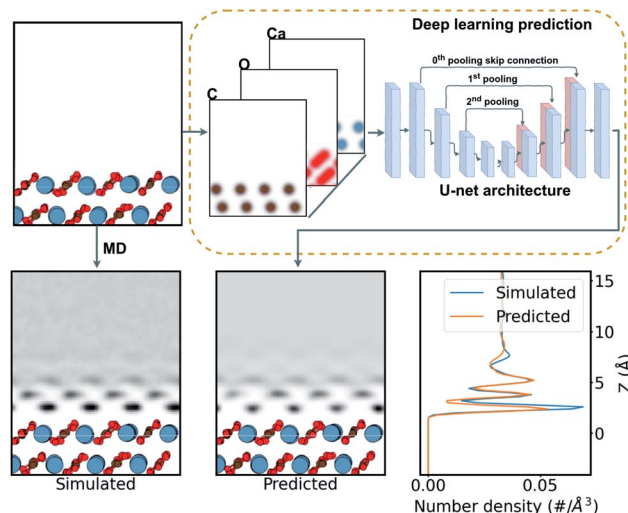 Deep learning prediction
Ca
O
C
0th pooling skip connection
1st pooling
2nd pooling
U-net architecture
MD
Simulated
Predicted
Simulated
Predicted
15
10
5
0
Z (Å)
0.00
0.05
Number density (#/Å³)